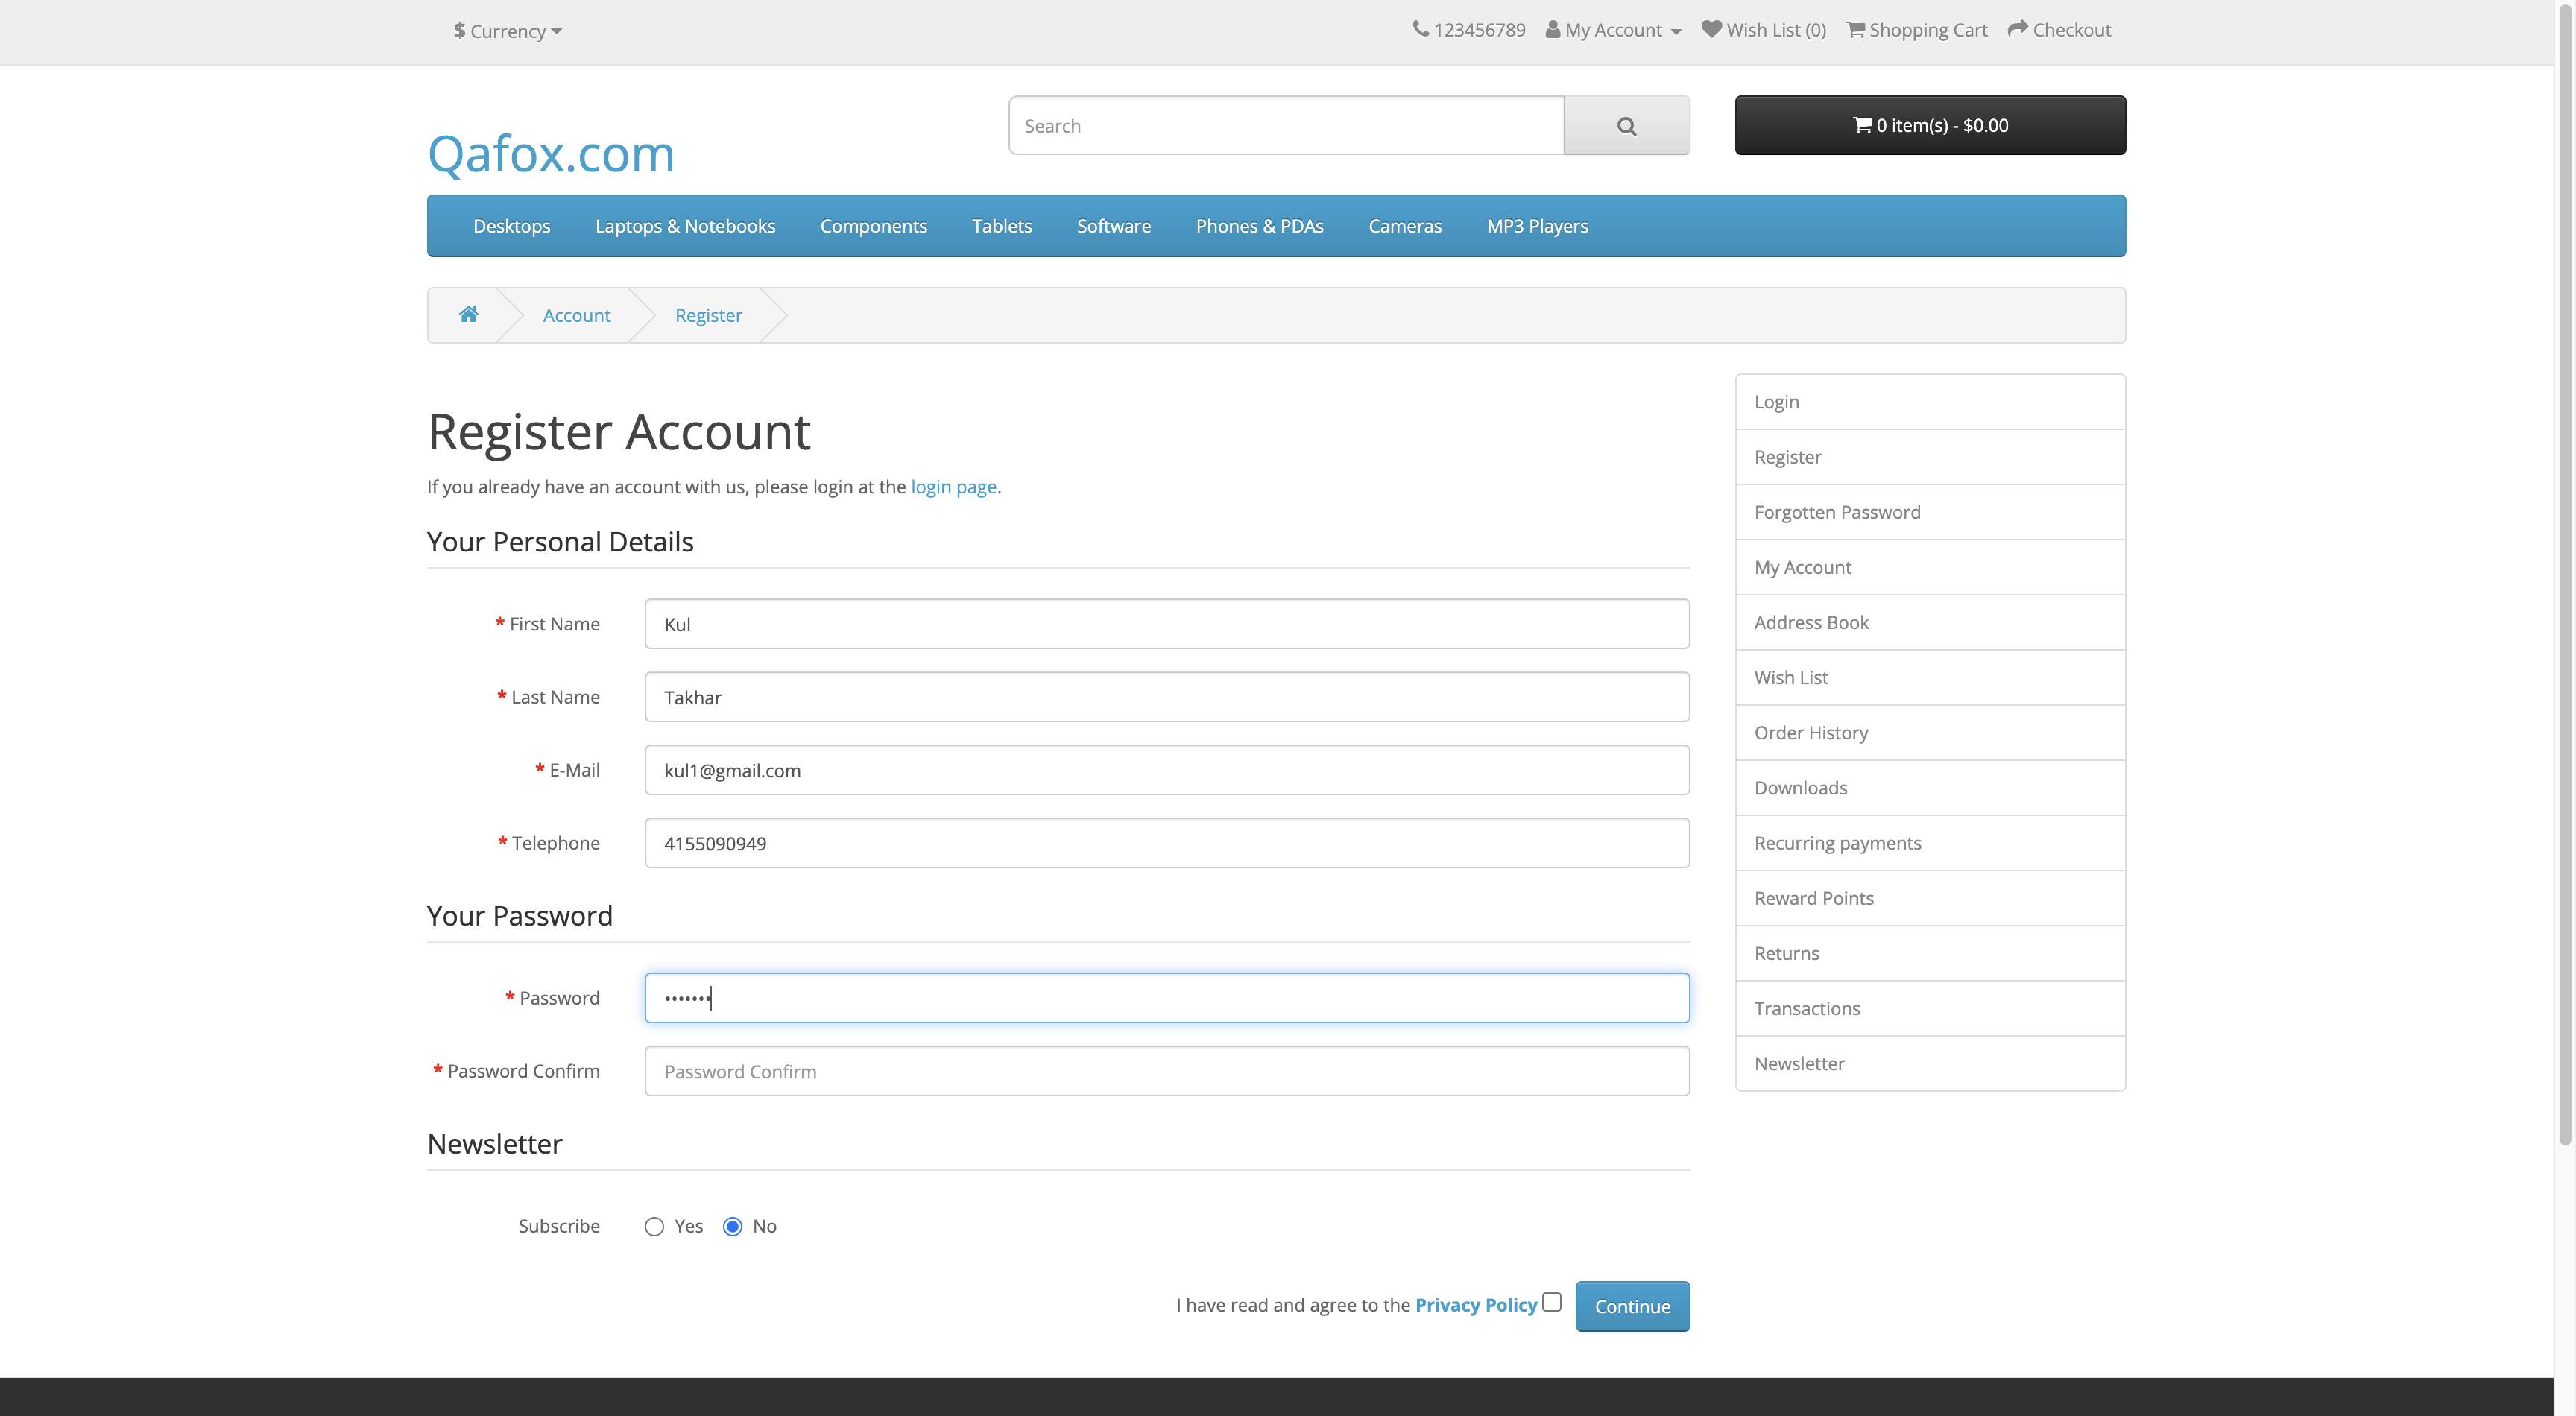 $ Currency
123456789 My Account Wish List (0) Shopping Cart Checkout
Qafox.com
Search
0 item(s) - $0.00
Desktops Laptops & Notebooks Components Tablets Software Phones & PDAs Cameras MP3 Players
Account Register
Register Account
If you already have an account with us, please login at the login page.
Your Personal Details
* First Name Kul
* Last Name Takhar
* E-Mail kul1@gmail.com
* Telephone 4155090949
Your Password
* Password •••••••
* Password Confirm Password Confirm
Newsletter
Subscribe Yes No
I have read and agree to the Privacy Policy Continue
Login
Register
Forgotten Password
My Account
Address Book
Wish List
Order History
Downloads
Recurring payments
Reward Points
Returns
Transactions
Newsletter